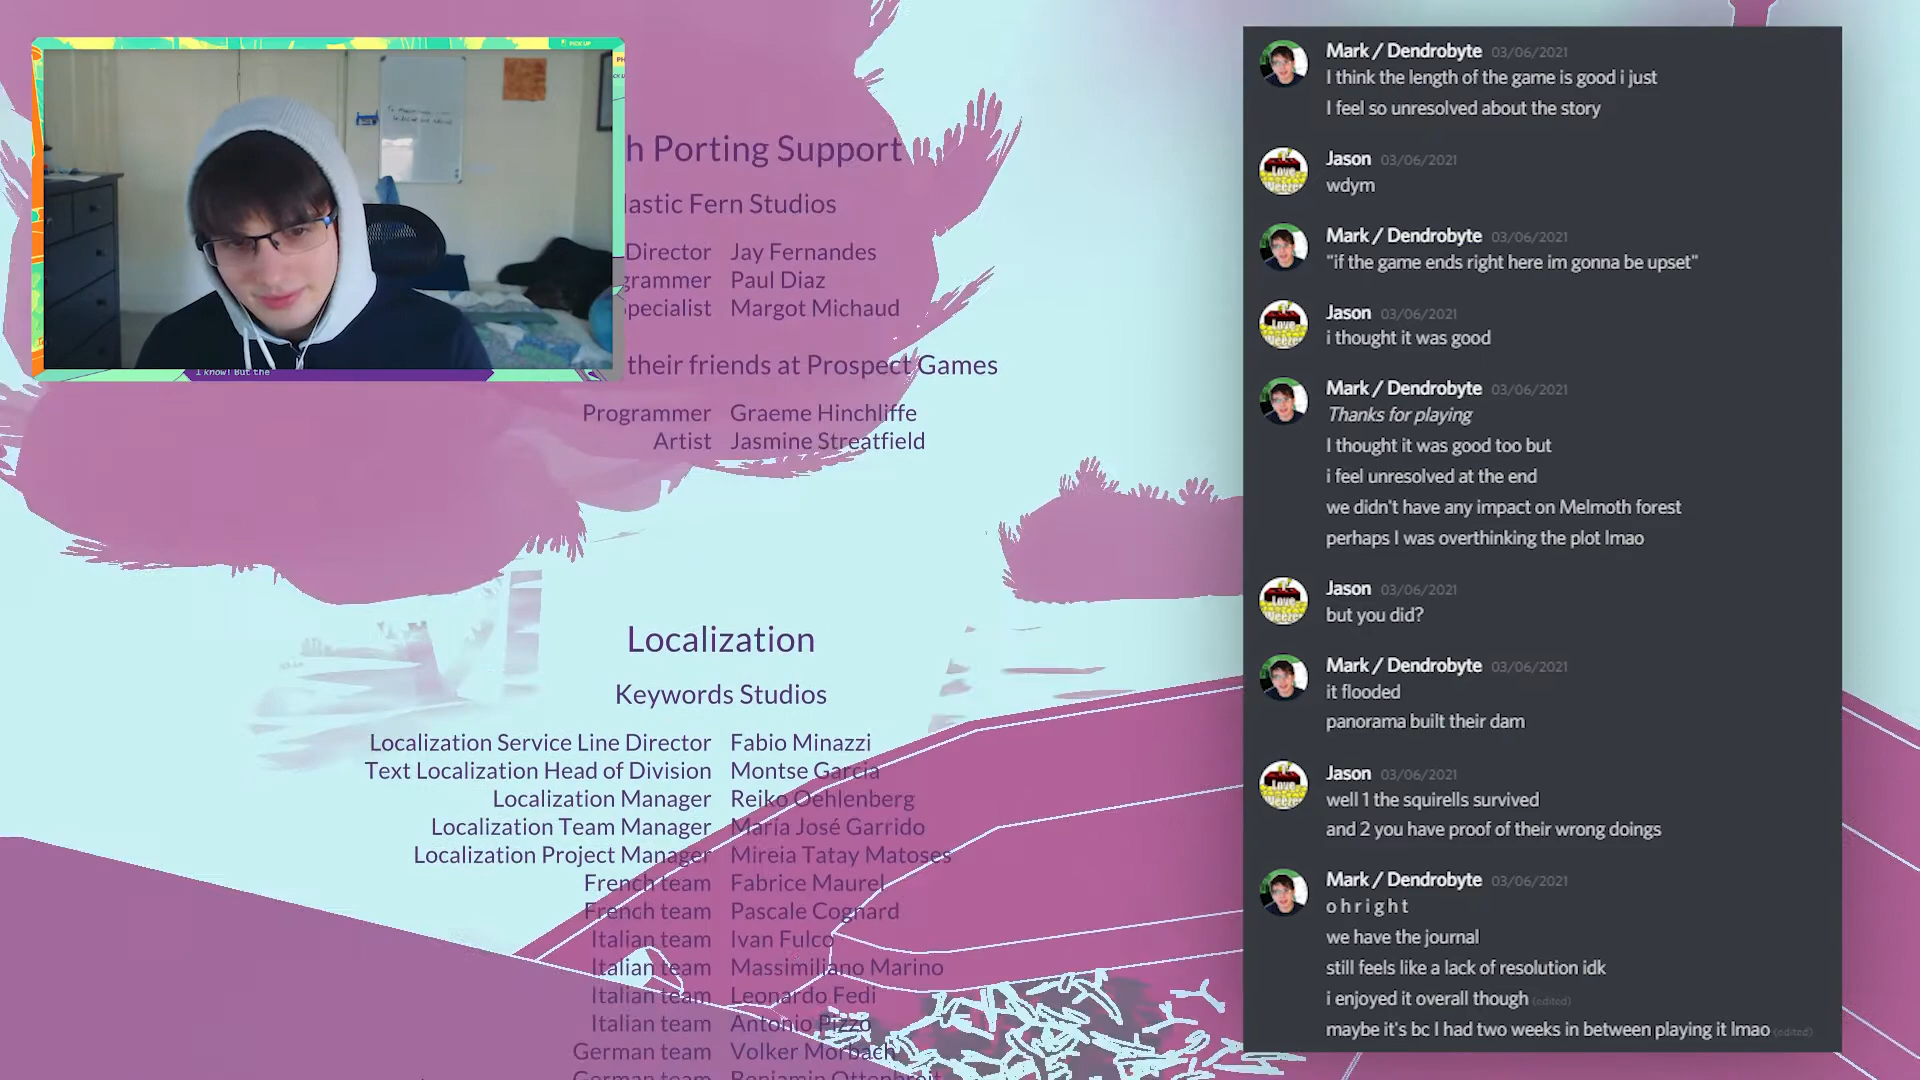 PICK UP
I know! But the
h Porting Support
lastic Fern Studios
Director Jay Fernandes
grammer Paul Diaz
pecialist Margot Michaud
their friends at Prospect Games
Programmer Graeme Hinchliffe
Artist Jasmine Streatfield
Localization
Keywords Studios
Localization Service Line Director Fabio Minazzi
Text Localization Head of Division Montse Garcia
Localization Manager Reiko Oehlenberg
Localization Team Manager María José Garrido
Localization Project Manager Mireia Tatay Matoses
French team Fabrice Maurel
French team Pascale Cognard
Italian team Ivan Fulco
Italian team Massimiliano Marino
Italian team Leonardo Fedi
Italian team Antonio Pizzo
German team Volker Morbach
German team Benjamin Ottenbreit
Mark / Dendrobyte 03/06/2021
I think the length of the game is good i just
I feel so unresolved about the story
Jason 03/06/2021
wdym
Mark / Dendrobyte 03/06/2021
"if the game ends right here im gonna be upset"
Jason 03/06/2021
i thought it was good
Mark / Dendrobyte 03/06/2021
Thanks for playing
I thought it was good too but
i feel unresolved at the end
we didn't have any impact on Melmoth forest
perhaps I was overthinking the plot lmao
Jason 03/06/2021
but you did?
Mark / Dendrobyte 03/06/2021
it flooded
panorama built their dam
Jason 03/06/2021
well 1 the squirells survived
and 2 you have proof of their wrong doings
Mark / Dendrobyte 03/06/2021
o h r i g h t
we have the journal
still feels like a lack of resolution idk
i enjoyed it overall though (edited)
maybe it's bc I had two weeks in between playing it lmao (edited)